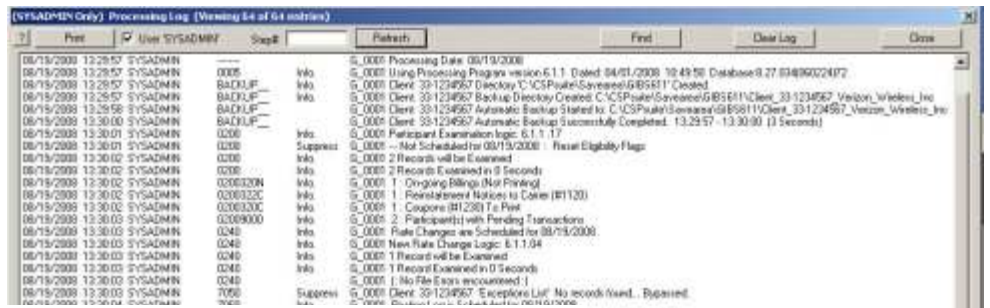 (SYSADMIN Only) Processing Log (Viewing 64 of 64 entries)
? Print User 'SYSADMIN' Step# Refresh Find Clear Log Close
08/19/2008 13:29:57 SYSADMIN ----- G_0001 Processing Date: 08/19/2008
08/19/2008 13:29:57 SYSADMIN 0005 Info. G_0001 Using Processing Program version 6.1.1 Dated: 04/01/2008 10:49:50 Database:8.27
08/19/2008 13:29:57 SYSADMIN BACKUP__ Info. G_0001 Client: 33-1234567 Directory 'C:\CSPsuite\Savearea\GIBS611\' Created.
08/19/2008 13:29:57 SYSADMIN BACKUP__ Info. G_0001 Client: 33-1234567 Backup Directory Created: C:\CSPsuite\Savearea\GIBS611\Client_33-1234567_Verizon_Wireless_Inc
08/19/2008 13:29:58 SYSADMIN BACKUP__ G_0001 Client: 33-1234567 Automatic Backup Started to: C:\CSPsuite\Savearea\GIBS611\Client_33-1234567_Verizon_Wireless_Inc
08/19/2008 13:30:00 SYSADMIN BACKUP__ G_0001 Client: 33-1234567 Automatic Backup Successfully Completed. 13:29:57 - 13:30:00 (3 Seconds)
08/19/2008 13:30:01 SYSADMIN 0200 Info. G_0001 Participant Examination logic: 6.1.1.17
08/19/2008 13:30:01 SYSADMIN 0200 Suppress G_0001 -- Not Scheduled for 08/19/2008 : Reset Eligibility Flags
08/19/2008 13:30:02 SYSADMIN 0200 Info. G_0001 2 Records will be Examined
08/19/2008 13:30:02 SYSADMIN 0200 Info. G_0001 2 Records Examined in 0 Seconds
08/19/2008 13:30:02 SYSADMIN 0200320N Info. G_0001 1 : On-going Billings (Not Printing)
08/19/2008 13:30:02 SYSADMIN 0200322C Info. G_0001 1 : Reinstatement Notices to Carrier (#1120)
08/19/2008 13:30:02 SYSADMIN 0200320C Info. G_0001 1 : Coupons (#1230) To Print
08/19/2008 13:30:02 SYSADMIN 02009000 Info. G_0001 2 : Participant(s) with Pending Transactions
08/19/2008 13:30:03 SYSADMIN 0240 Info. G_0001 Rate Changes are Scheduled for 08/19/2008
08/19/2008 13:30:03 SYSADMIN 0240 Info. G_0001 New Rate Change Logic: 6.1.1.04
08/19/2008 13:30:03 SYSADMIN 0240 Info. G_0001 1 Record will be Examined
08/19/2008 13:30:03 SYSADMIN 0240 Info. G_0001 1 Record Examined in 0 Seconds
08/19/2008 13:30:03 SYSADMIN 0240 Info. G_0001 (: No File Errors encountered :)
08/19/2008 13:30:03 SYSADMIN 7050 Suppress G_0001 Client: 33-1234567 'Exceptions List' No records found... Bypassed.